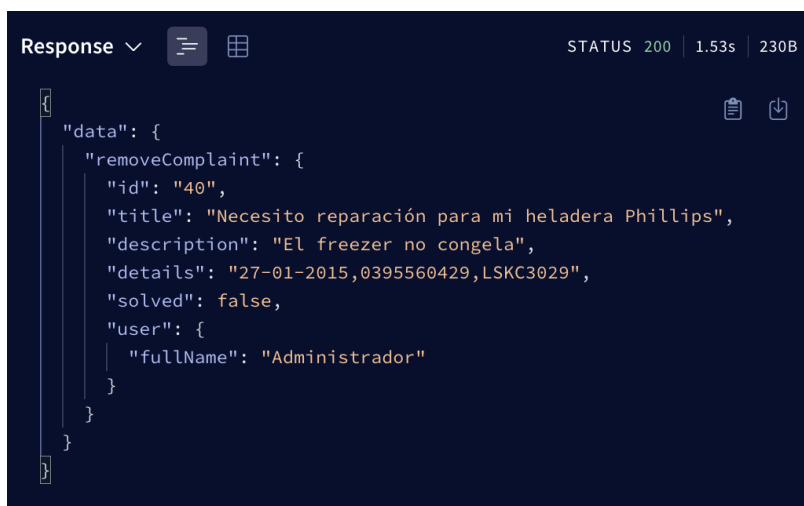 Response STATUS 200 1.53s 230B
{
"data": {
"removeComplaint": {
"id": "40",
"title": "Necesito reparación para mi heladera Phillips",
"description": "El freezer no congela",
"details": "27-01-2015,0395560429,LSKC3029",
"solved": false,
"user": {
"fullName": "Administrador"
}
}
}
}